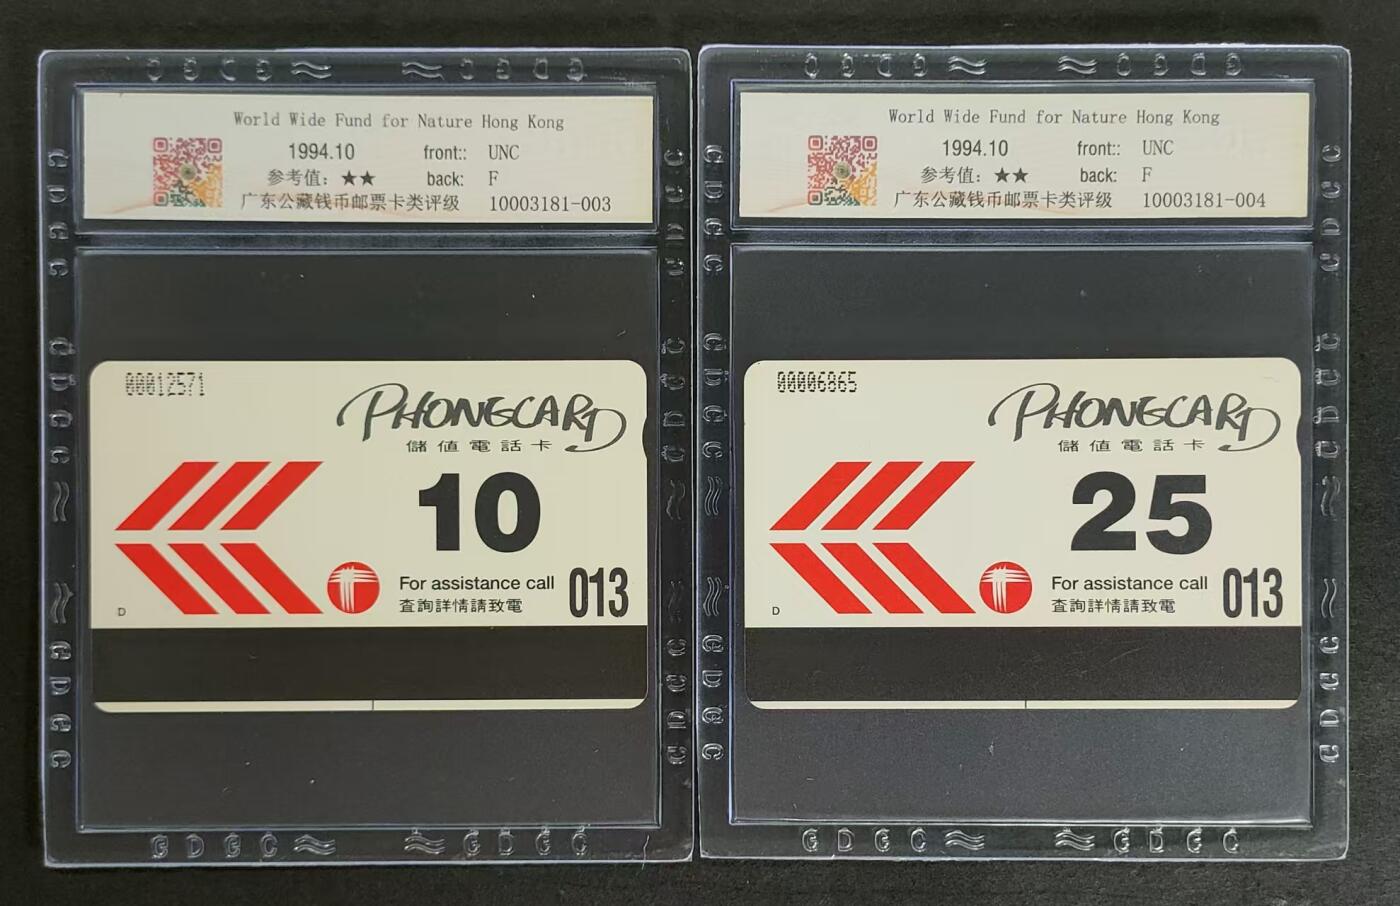 World Wide Fund for Nature Hong Kong
1994.10 front:: UNC
参考值：★★ back: F
广东公藏钱币邮票卡类评级 10003181-003
00012571
PHONECARD
儲值電話卡
10
For assistance call
查詢詳情請致電
013
D
World Wide Fund for Nature Hong Kong
1994.10 front:: UNC
参考值：★★ back: F
广东公藏钱币邮票卡类评级 10003181-004
00006865
PHONECARD
儲值電話卡
25
For assistance call
查詢詳情請致電
013
D
GDGC
GDGC
GDGC
GDGC